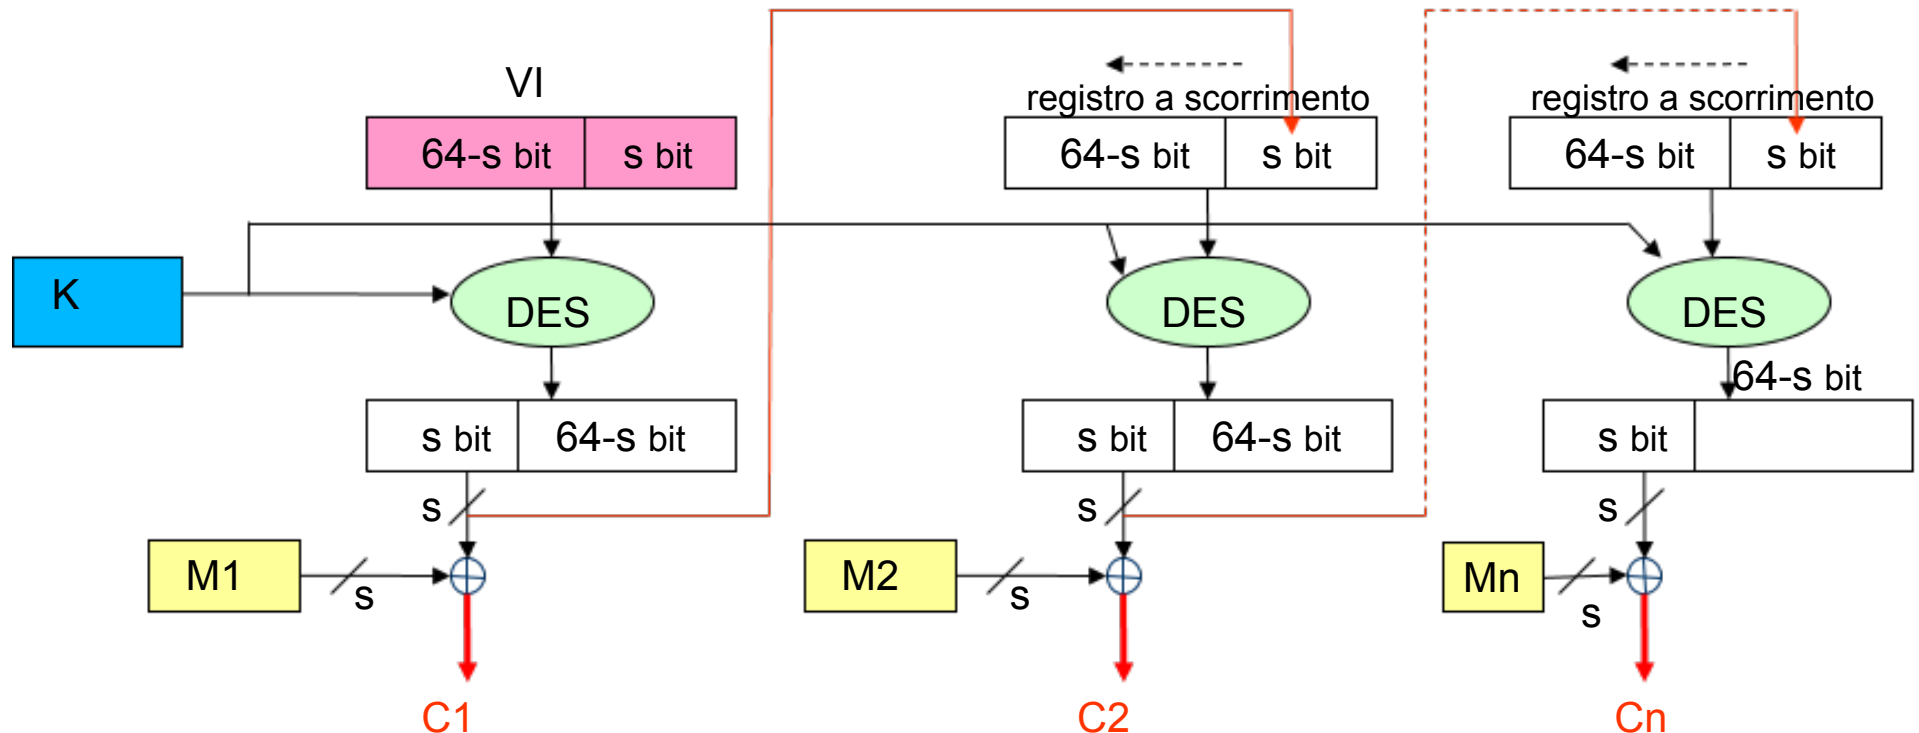 VI
registro a scorrimento
registro a scorrimento
64-s bit
s bit
64-s bit
s bit
64-s bit
s bit
K
DES
DES
DES
64-s bit
s bit
64-s bit
s bit
64-s bit
s bit
s
s
s
M1
s
M2
s
Mn
s
C1
C2
Cn